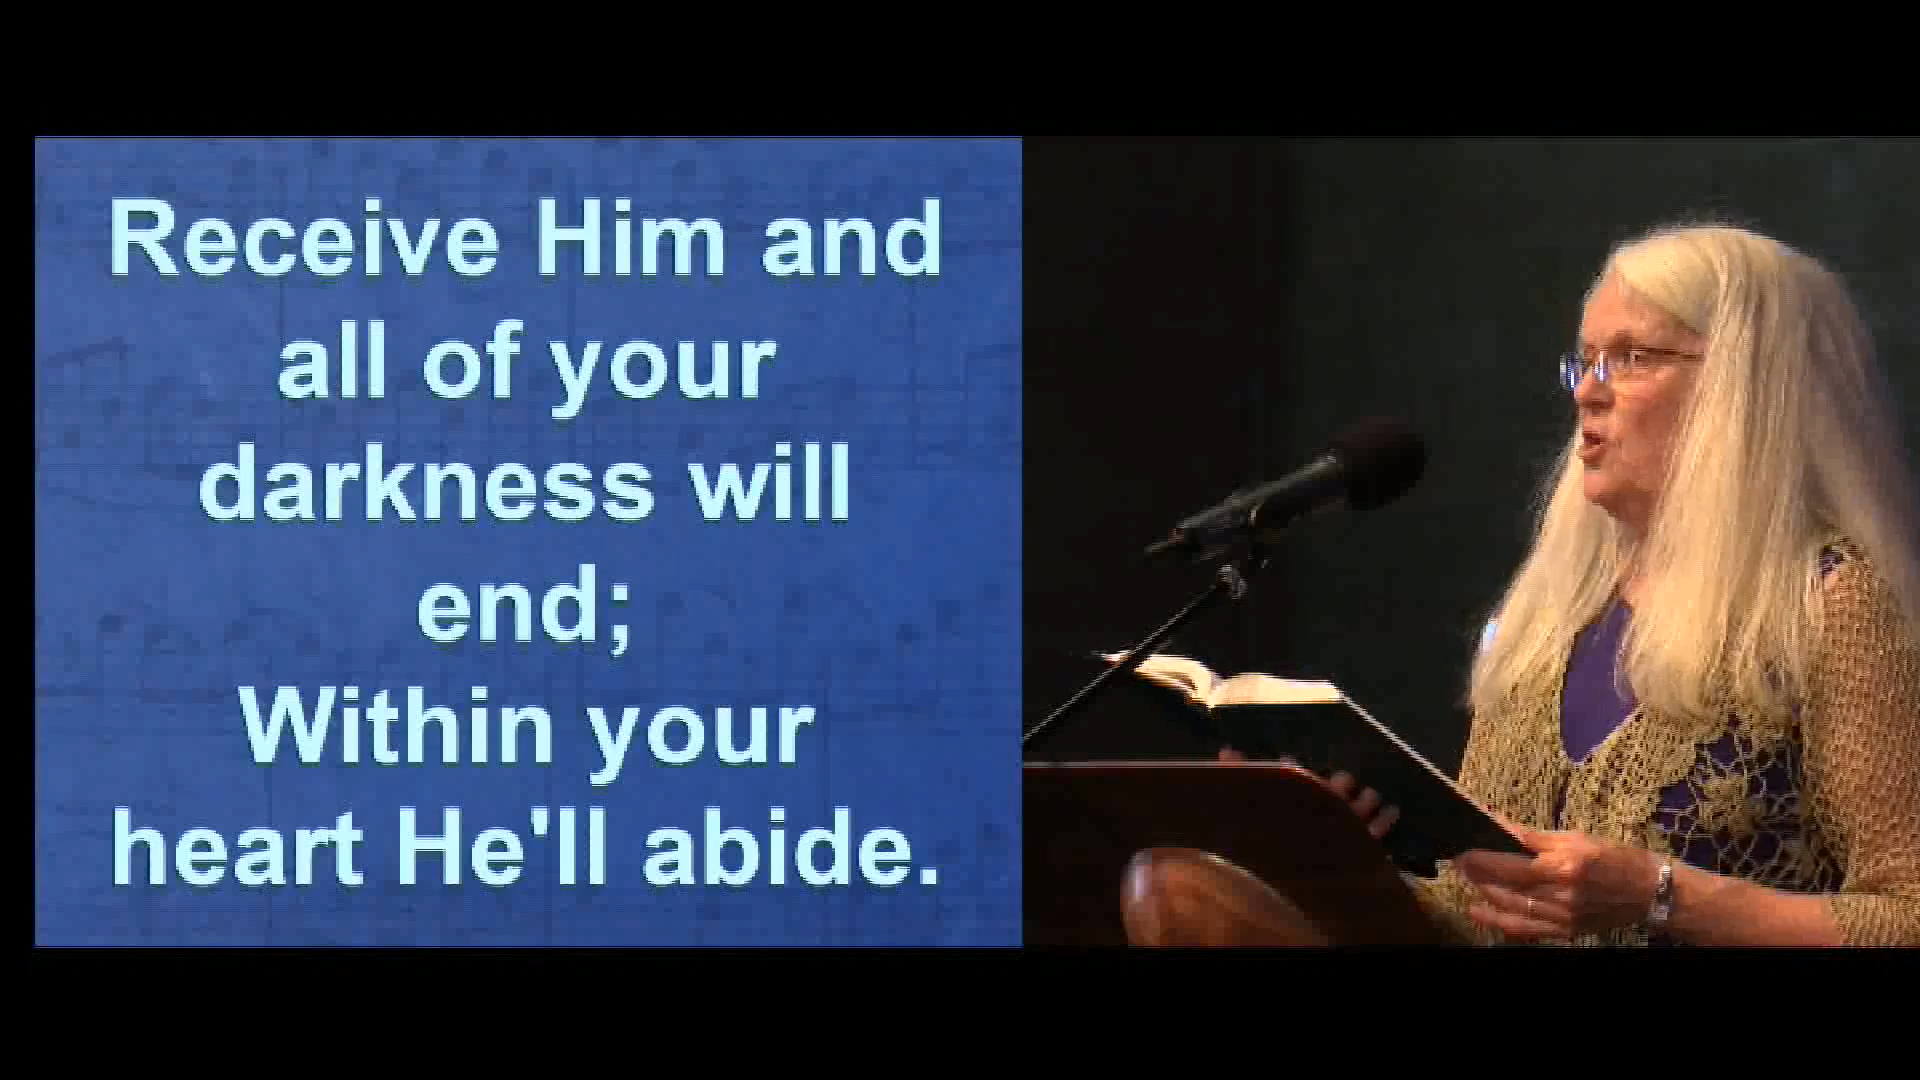 Receive Him and
all of your
darkness will
end;
Within your
heart He'll abide.